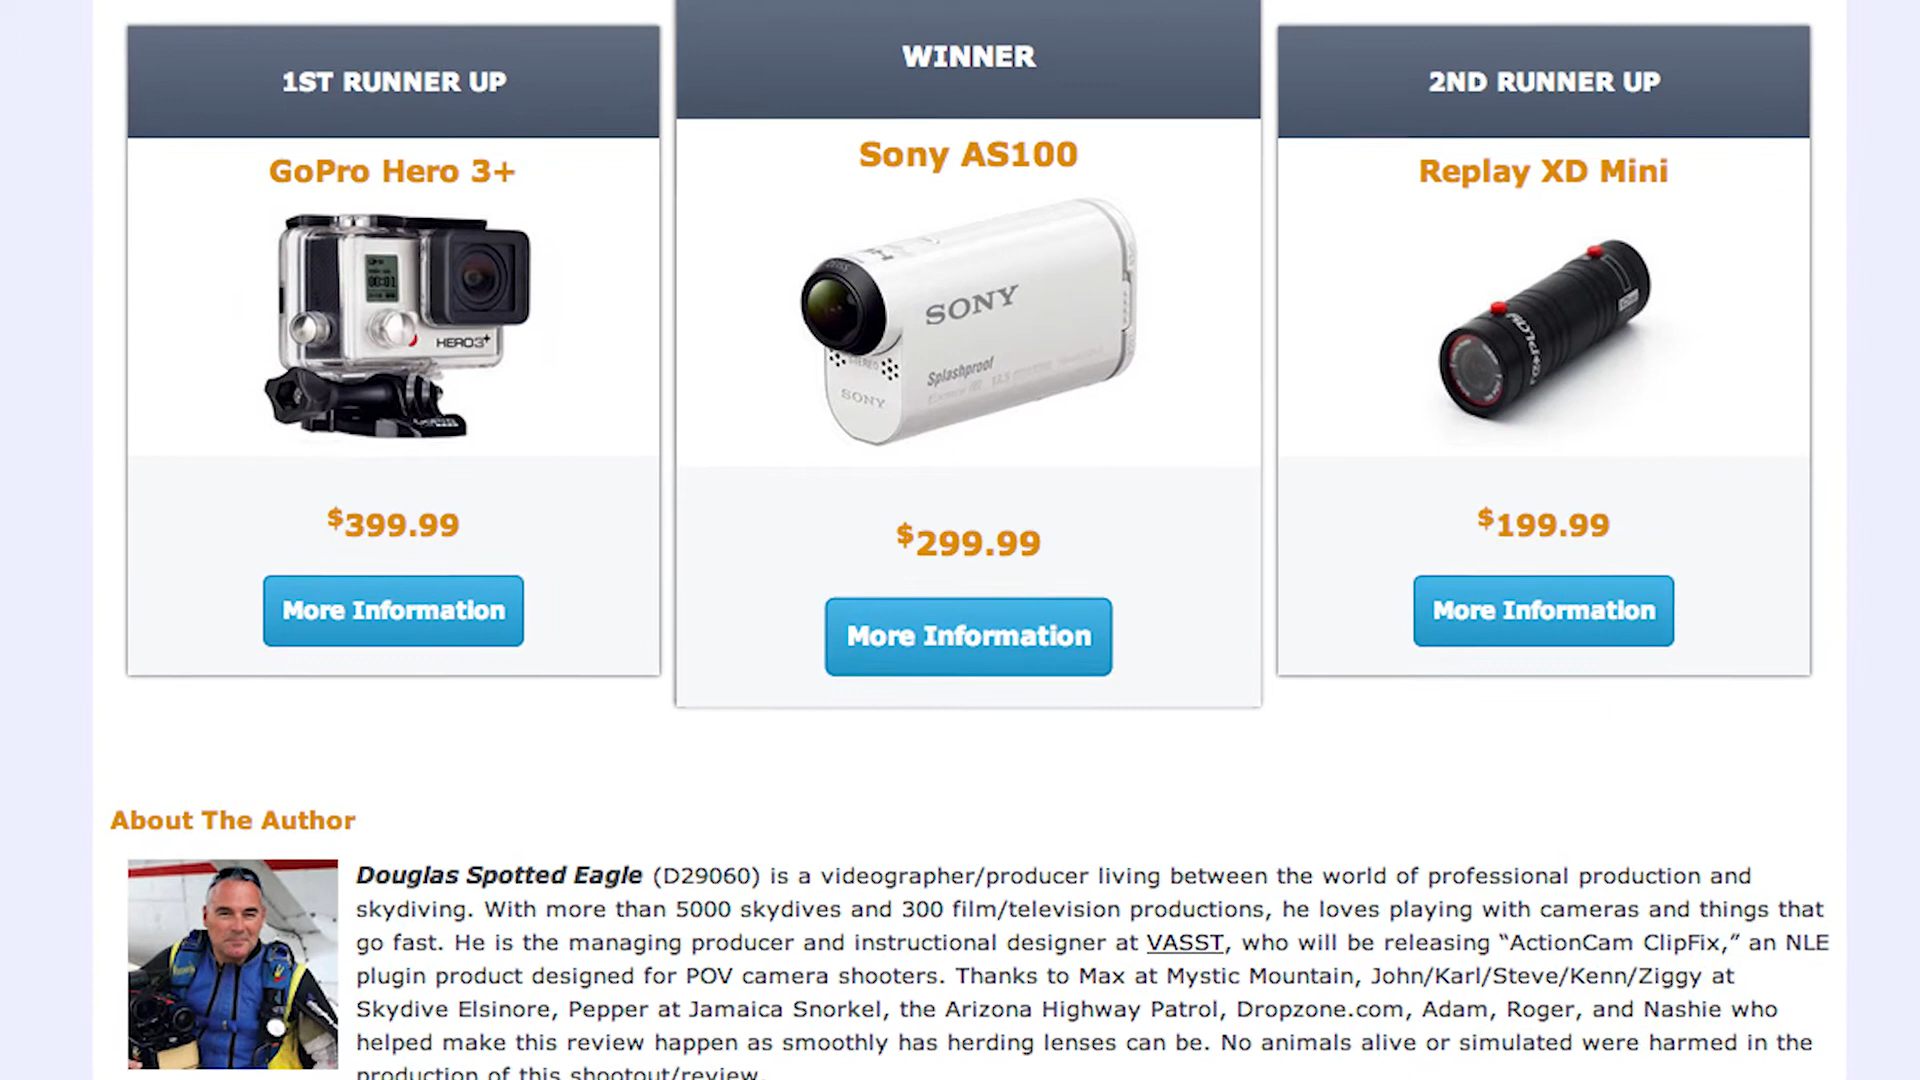 1ST RUNNER UP
WINNER
2ND RUNNER UP
GoPro Hero 3+
Sony AS100
Replay XD Mini
HERO3+
SONY
Splashproof
STEREO
SONY
$399.99
$299.99
$199.99
More Information
More Information
More Information
About The Author
Douglas Spotted Eagle (D29060) is a videographer/producer living between the world of professional production and
skydiving. With more than 5000 skydives and 300 film/television productions, he loves playing with cameras and things that
go fast. He is the managing producer and instructional designer at VASST, who will be releasing “ActionCam ClipFix,” an NLE
plugin product designed for POV camera shooters. Thanks to Max at Mystic Mountain, John/Karl/Steve/Kenn/Ziggy at
Skydive Elsinore, Pepper at Jamaica Snorkel, the Arizona Highway Patrol, Dropzone.com, Adam, Roger, and Nashie who
helped make this review happen as smoothly has herding lenses can be. No animals alive or simulated were harmed in the
production of this shootout/review.